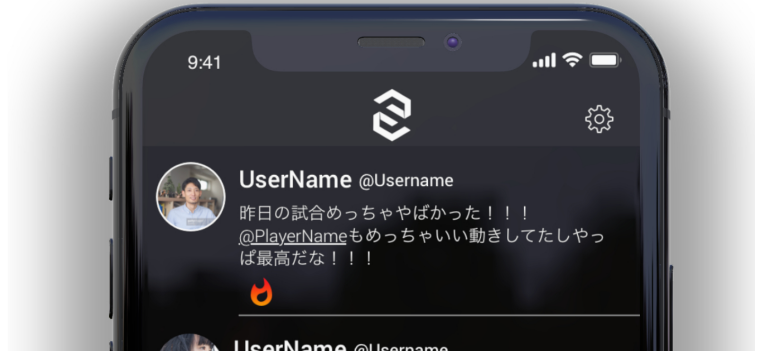 9:41
UserName @Username
昨日の試合めっちゃやばかった！！！
@PlayerNameもめっちゃいい動きしてたしやっ
ぱ最高だな！！！
UserName @Username